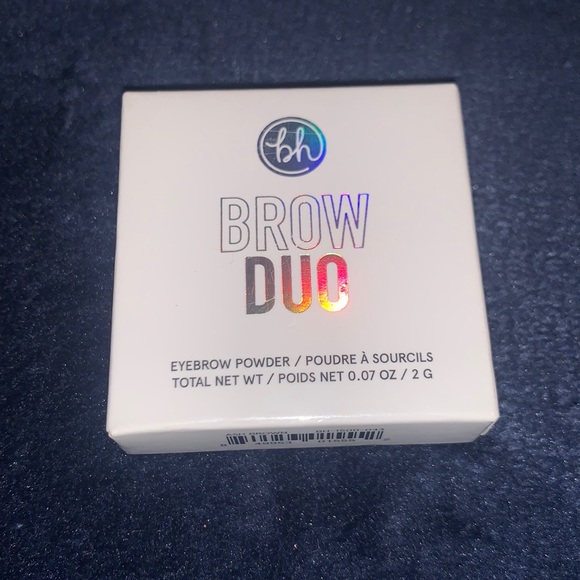 bh
BROW
DUO
EYEBROW POWDER / POUDRE À SOURCILS
TOTAL NET WT / POIDS NET 0.07 OZ / 2 G